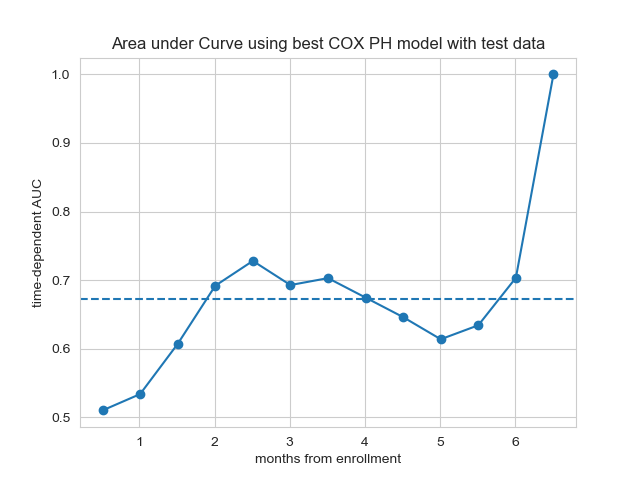 Area under Curve using best COX PH model with test data
1.0
0.9
0.8
0.7
0.6
0.5
time-dependent AUC
1 2 3 4 5 6
months from enrollment